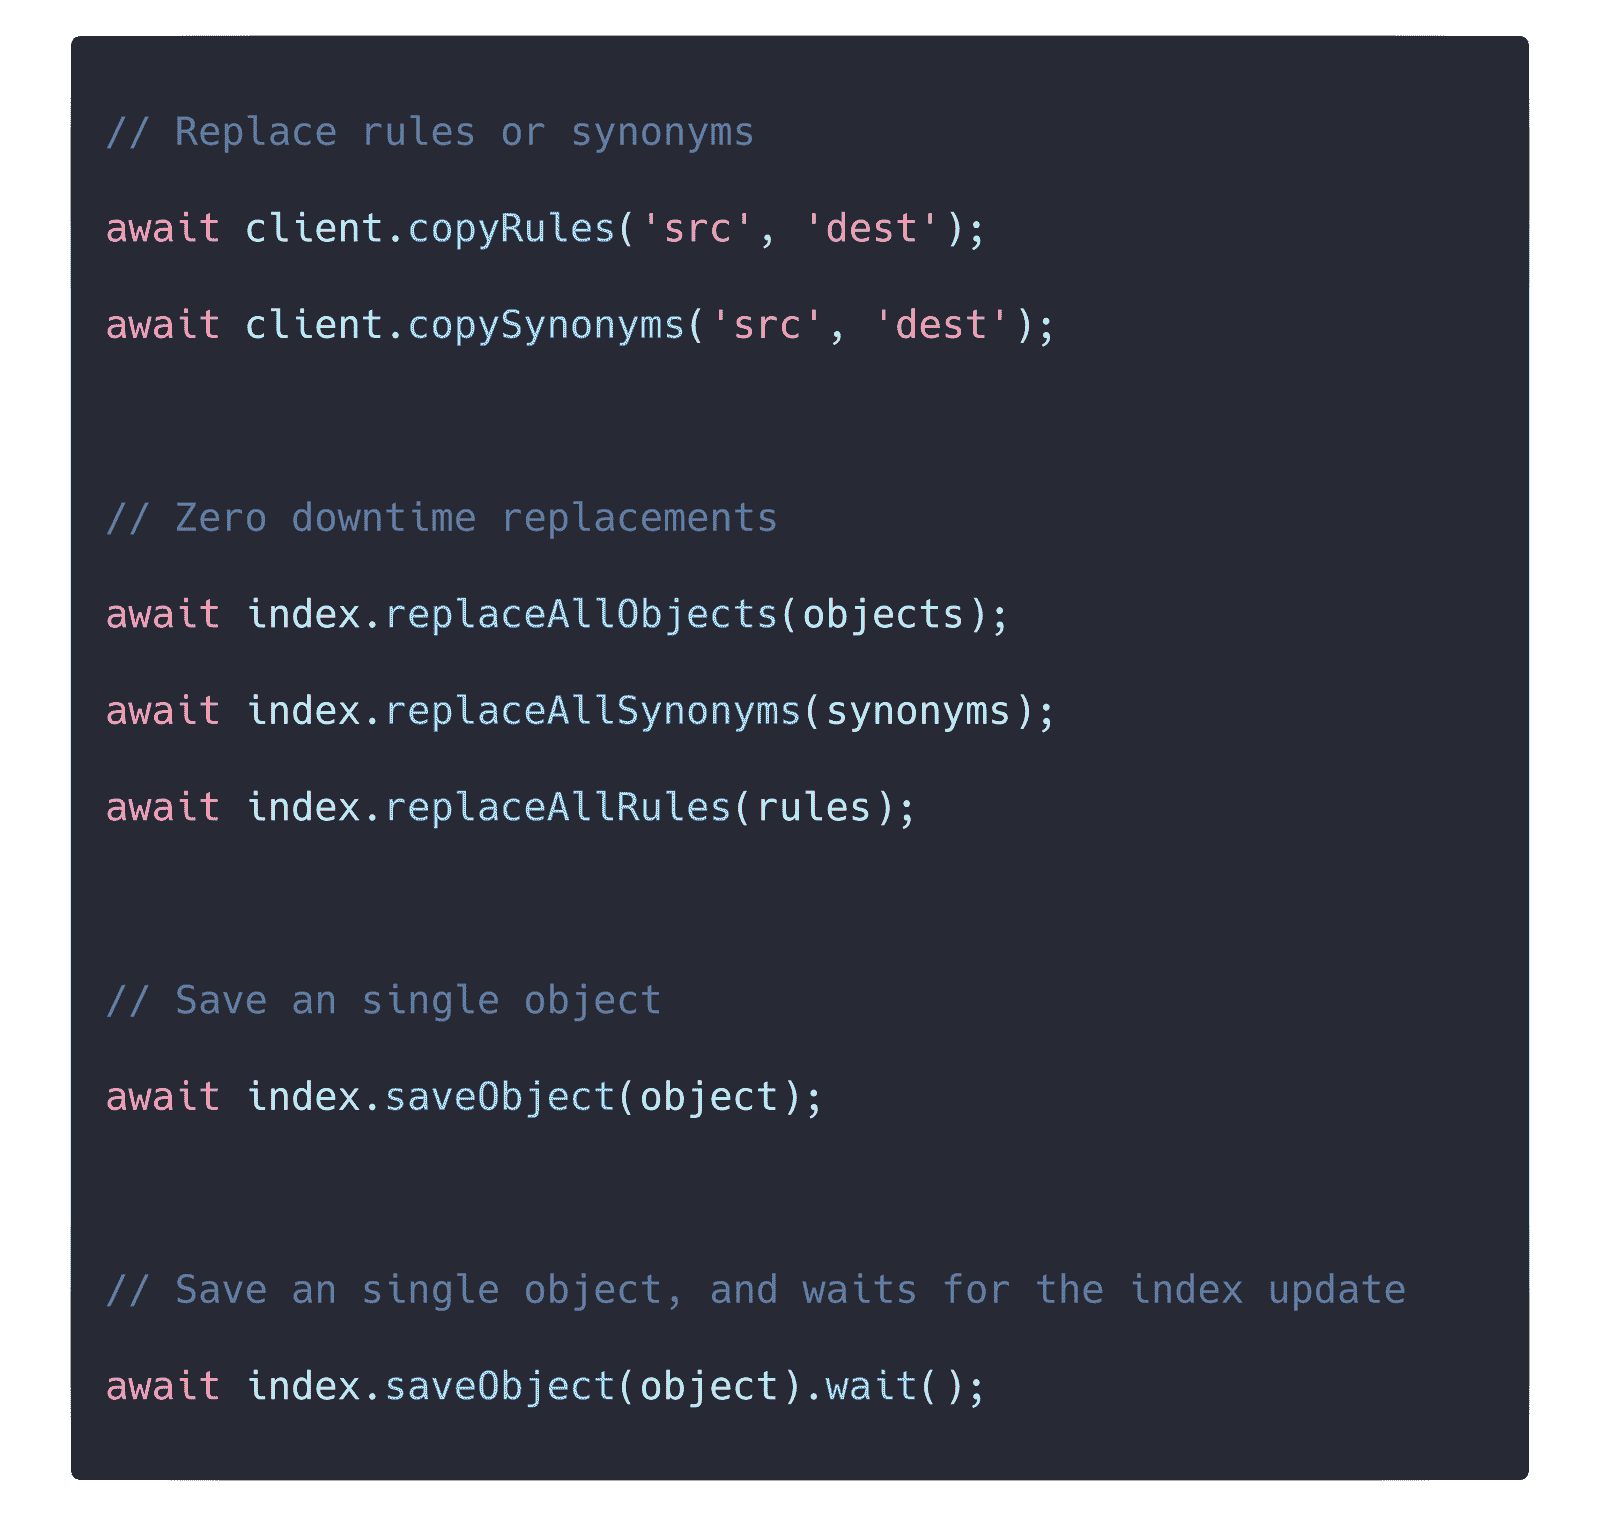 // Replace rules or synonyms
await client.copyRules('src', 'dest');
await client.copySynonyms('src', 'dest');
// Zero downtime replacements
await index.replaceAllObjects(objects);
await index.replaceAllSynonyms(synonyms);
await index.replaceAllRules(rules);
// Save an single object
await index.saveObject(object);
// Save an single object, and waits for the index update
await index.saveObject(object).wait();